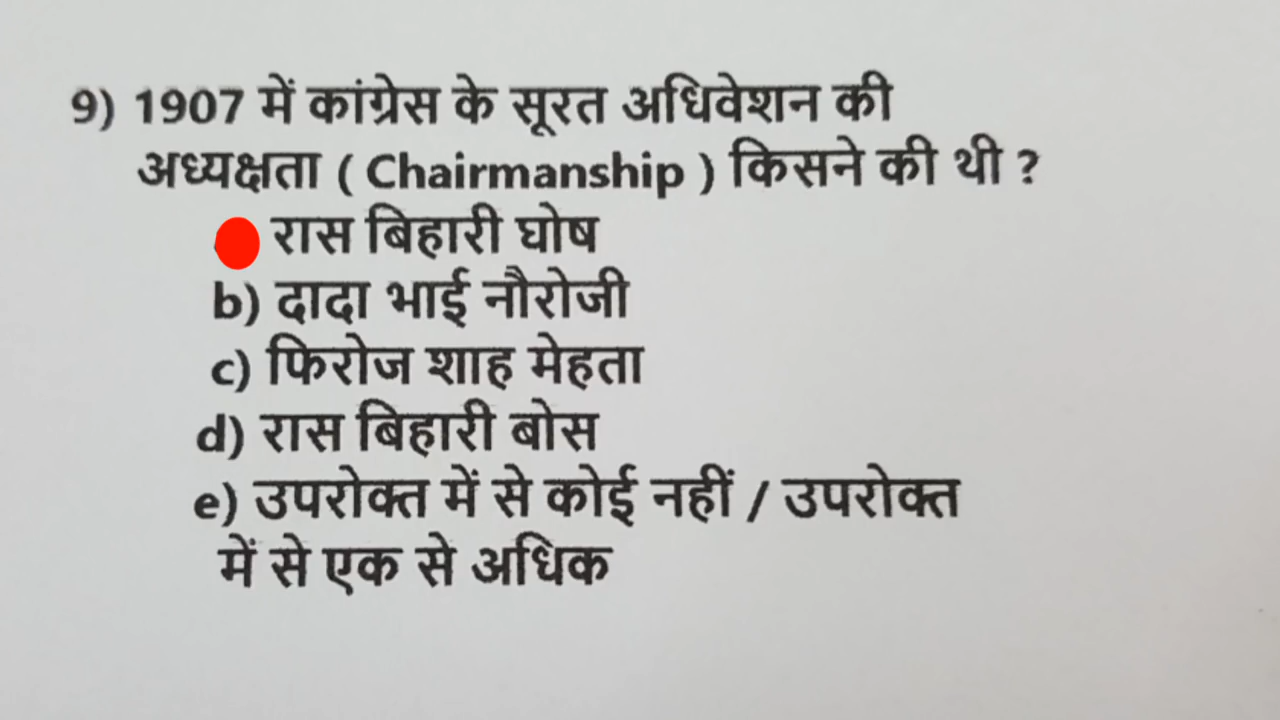 9) 1907 में कांग्रेस के सूरत अधिवेशन की
अध्यक्षता ( Chairmanship ) किसने की थी ?
रास बिहारी घोष
b) दादा भाई नौरोजी
c) फिरोज शाह मेहता
d) रास बिहारी बोस
e) उपरोक्त में से कोई नहीं / उपरोक्त
में से एक से अधिक